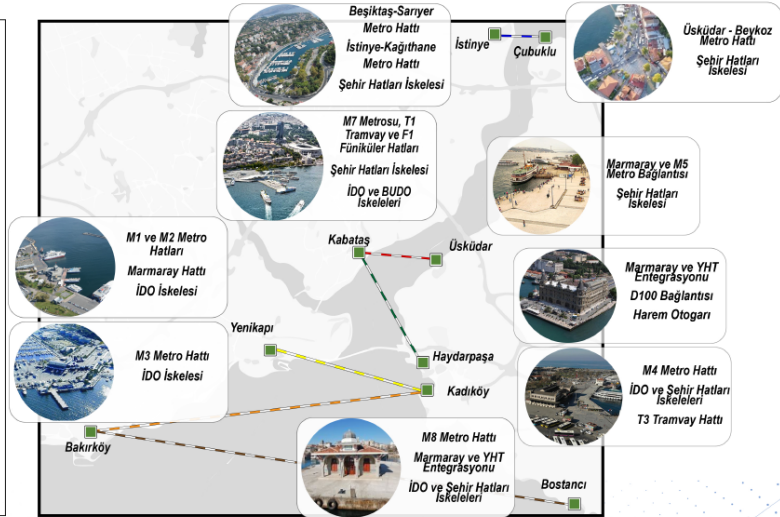 Beşiktaş-Sarıyer
Metro Hattı
İstinye-Kağıthane
Metro Hattı
Şehir Hatları İskelesi
İstinye
Çubuklu
Üsküdar - Beykoz
Metro Hattı
Şehir Hatları
İskelesi
M7 Metrosu, T1
Tramvay ve F1
Füniküler Hatları
Şehir Hatları İskelesi
İDO ve BUDO
İskeleleri
Marmaray ve M5
Metro Bağlantısı
Şehir Hatları
İskelesi
M1 ve M2 Metro
Hatları
Marmaray Hattı
İDO İskelesi
Kabataş
Üsküdar
Marmaray ve YHT
Entegrasyonu
D100 Bağlantısı
Harem Otogarı
M3 Metro Hattı
İDO İskelesi
Yenikapı
Haydarpaşa
Kadıköy
M4 Metro Hattı
İDO ve Şehir Hatları
İskeleleri
T3 Tramvay Hattı
Bakırköy
M8 Metro Hattı
Marmaray ve YHT
Entegrasyonu
İDO ve Şehir Hatları
İskeleleri
Bostancı